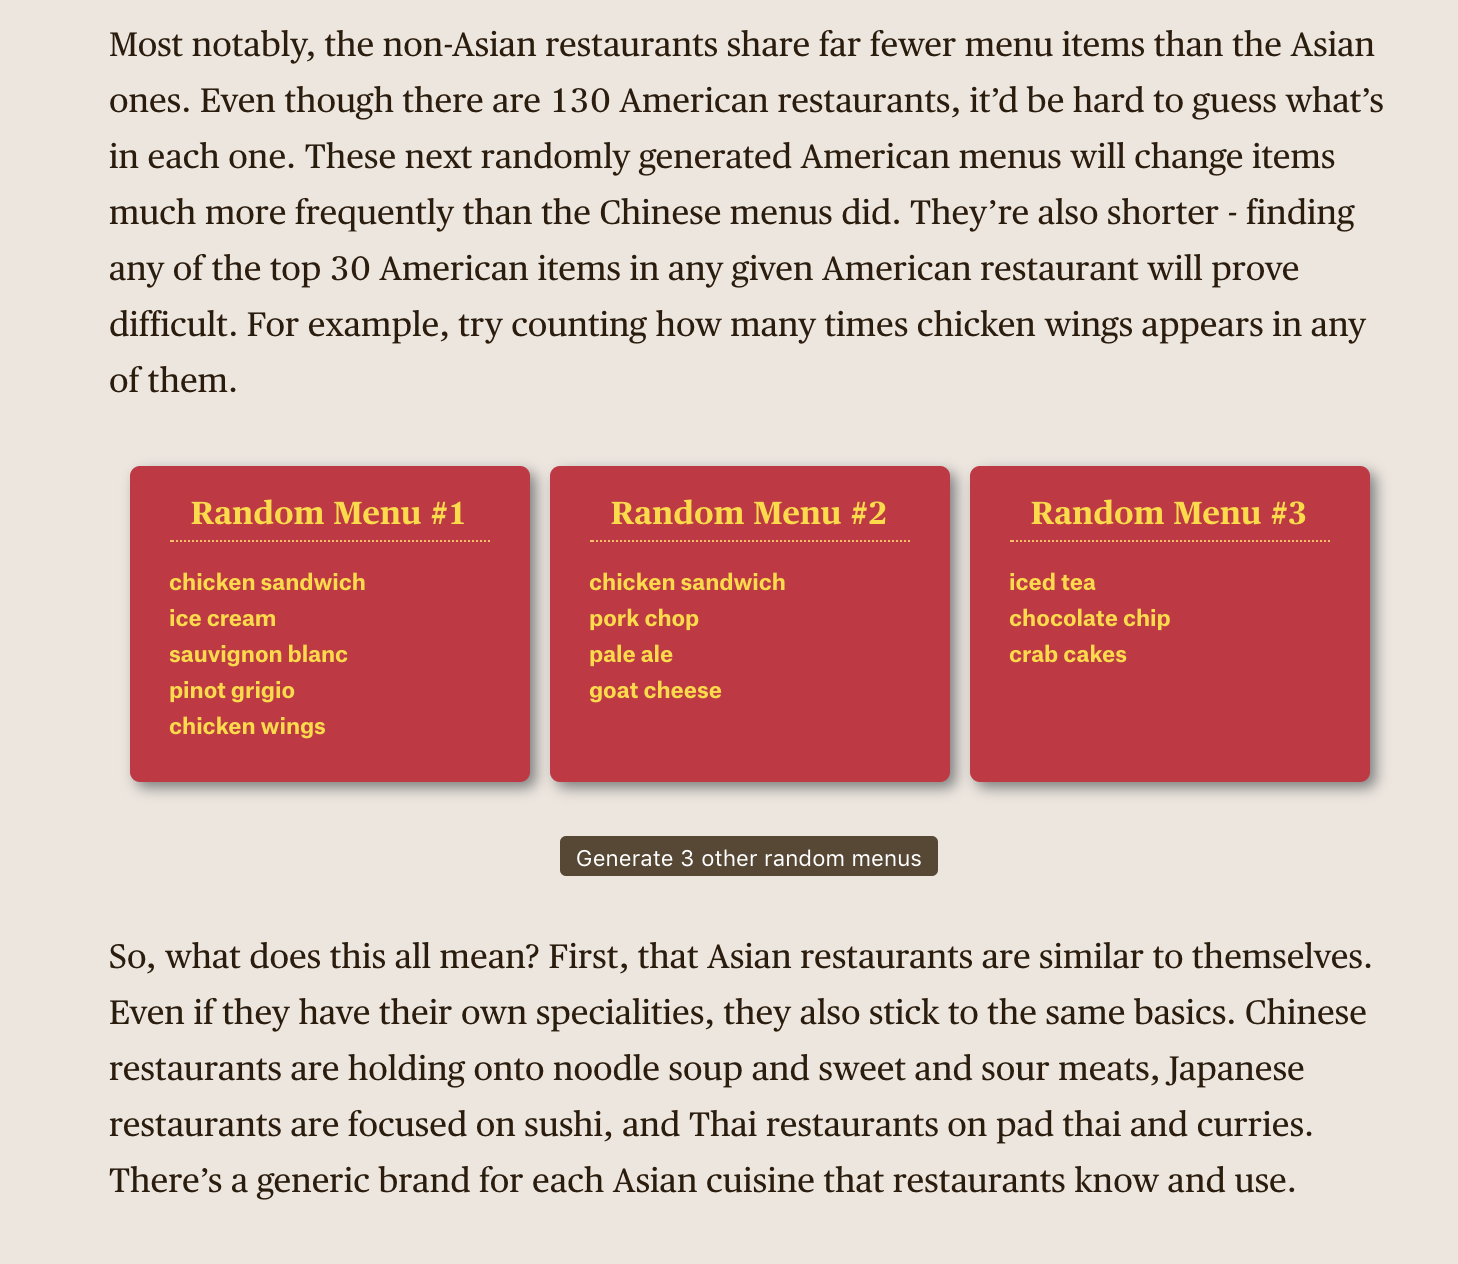 Most notably, the non-Asian restaurants share far fewer menu items than the Asian
ones. Even though there are 130 American restaurants, it’d be hard to guess what’s
in each one. These next randomly generated American menus will change items
much more frequently than the Chinese menus did. They’re also shorter - finding
any of the top 30 American items in any given American restaurant will prove
difficult. For example, try counting how many times chicken wings appears in any
of them.
Random Menu #1
chicken sandwich
ice cream
sauvignon blanc
pinot grigio
chicken wings
Random Menu #2
chicken sandwich
pork chop
pale ale
goat cheese
Random Menu #3
iced tea
chocolate chip
crab cakes
Generate 3 other random menus
So, what does this all mean? First, that Asian restaurants are similar to themselves.
Even if they have their own specialities, they also stick to the same basics. Chinese
restaurants are holding onto noodle soup and sweet and sour meats, Japanese
restaurants are focused on sushi, and Thai restaurants on pad thai and curries.
There’s a generic brand for each Asian cuisine that restaurants know and use.